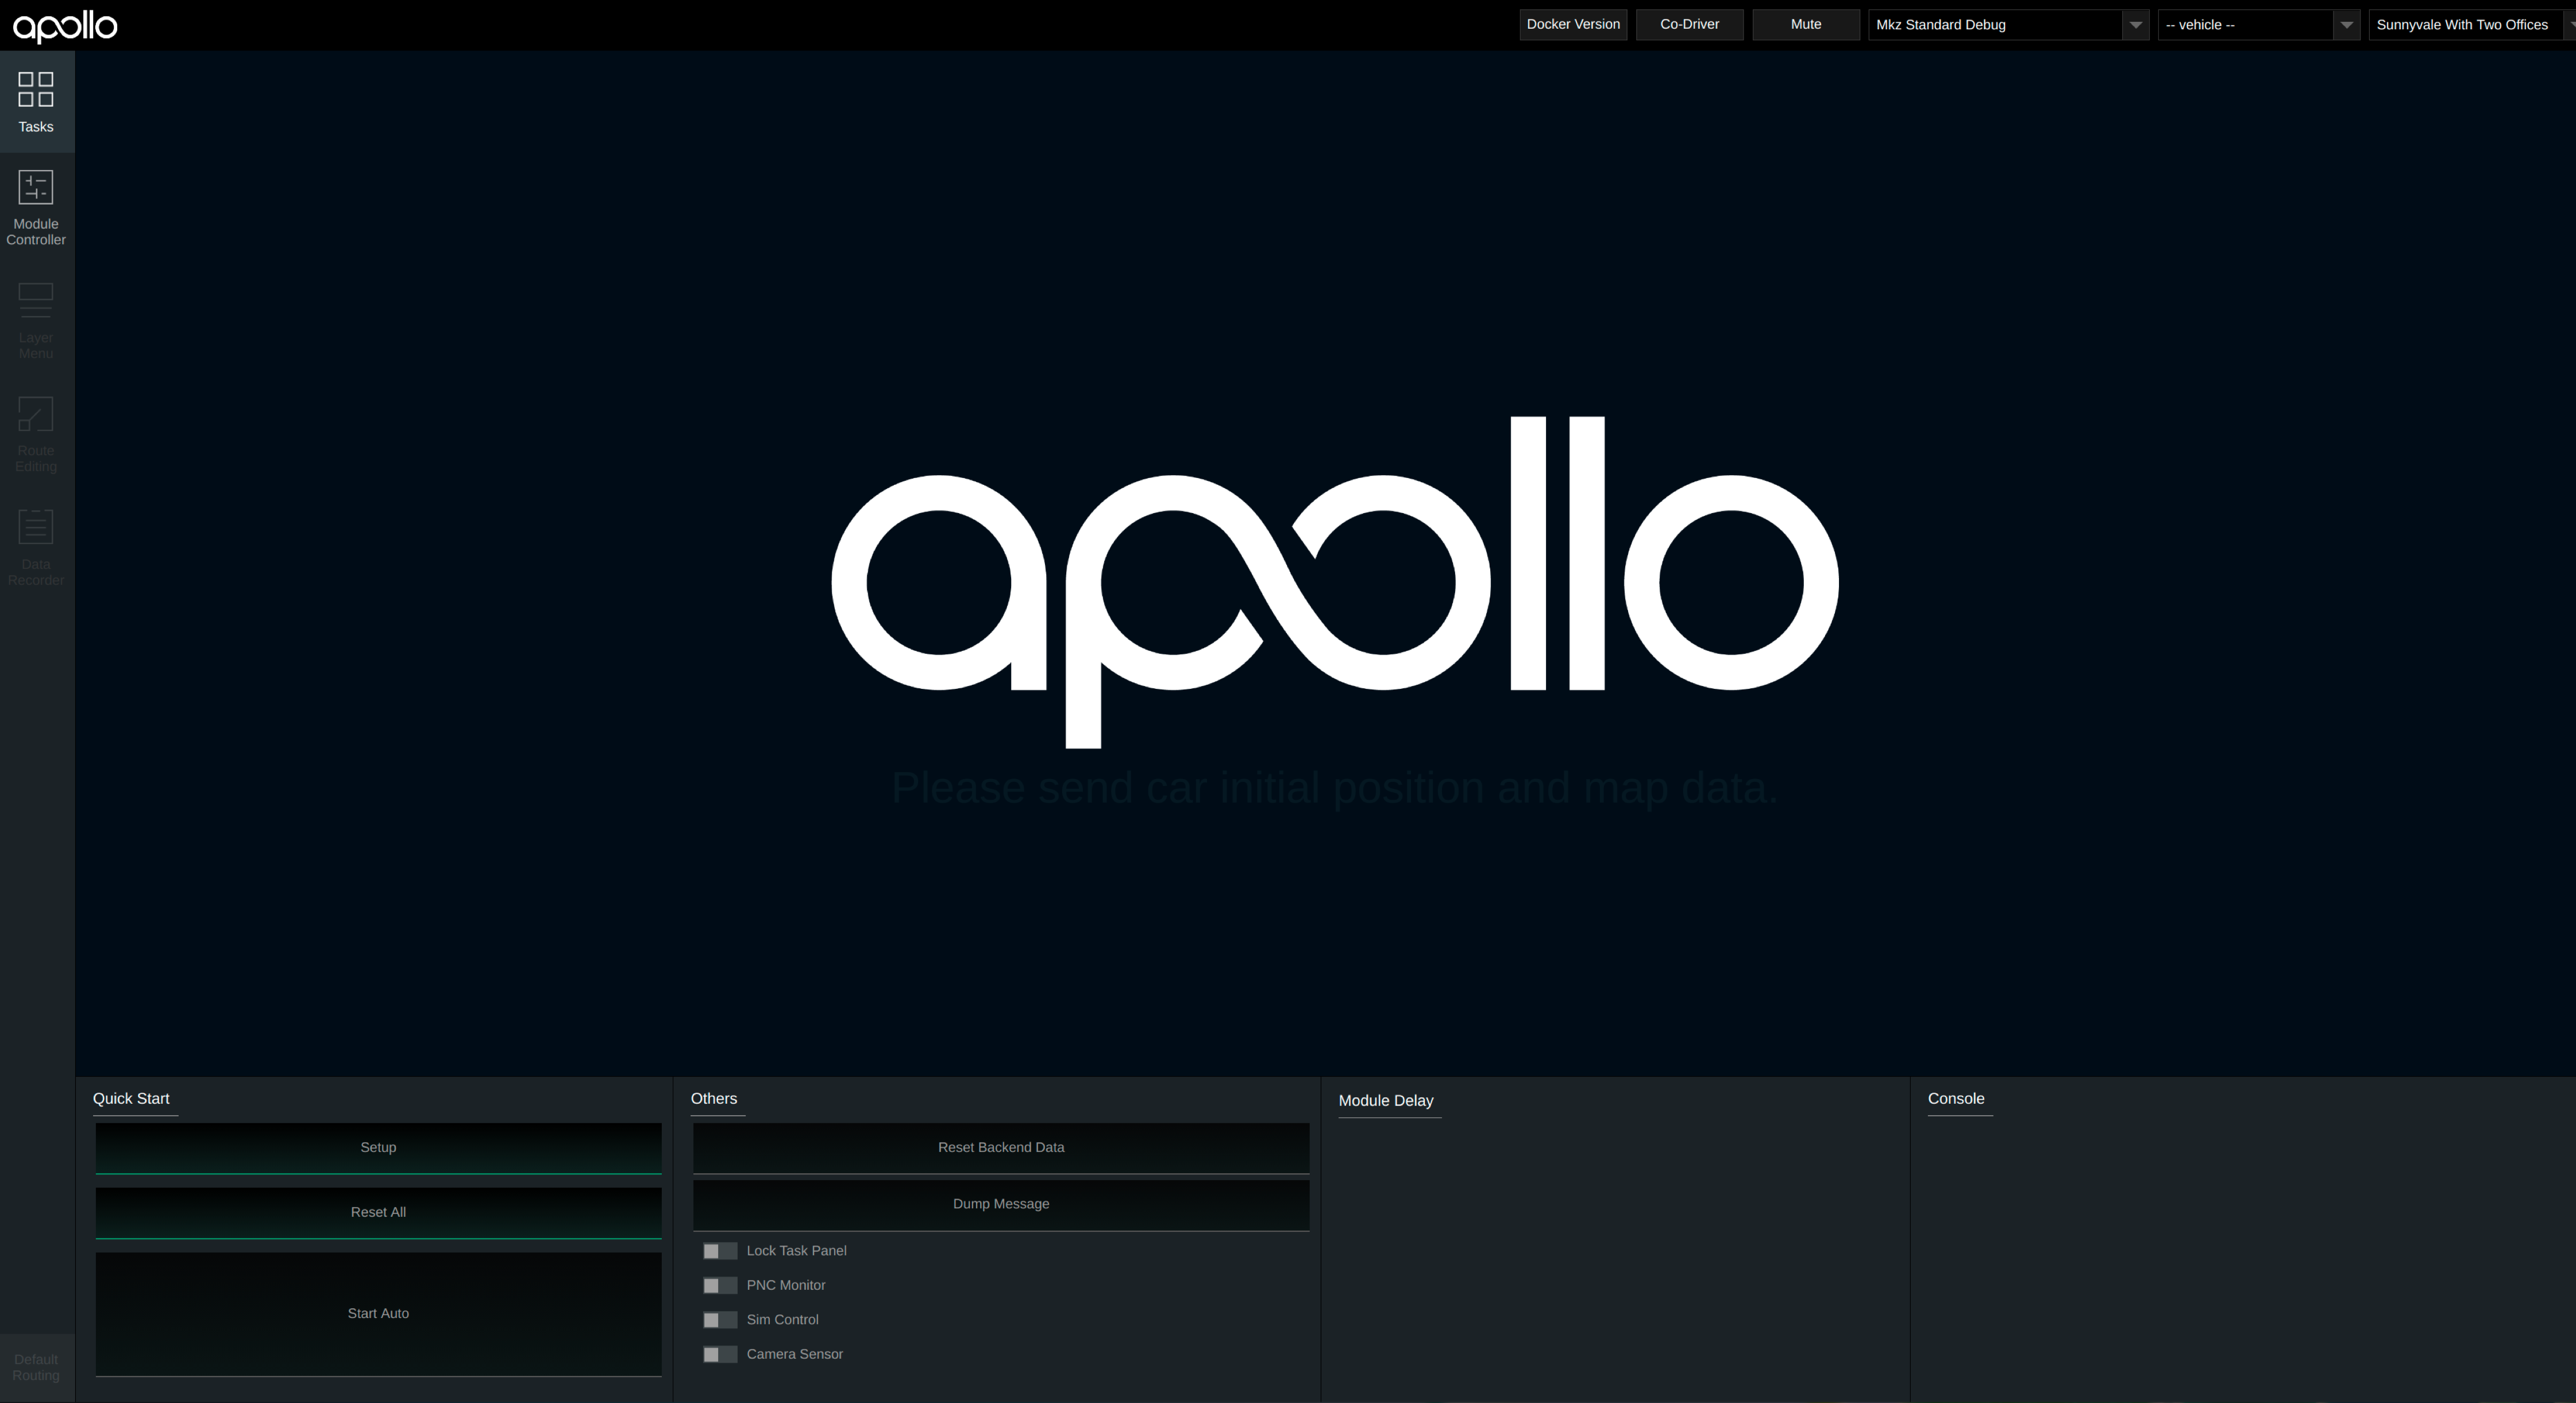 apollo
Docker Version
Co-Driver
Mute
Mkz Standard Debug
-- vehicle --
Sunnyvale With Two Offices
Tasks
Module
Controller
Layer
Menu
Route
Editing
Data
Recorder
Default
Routing
apollo
Please send car initial position and map data.
Quick Start
Setup
Reset All
Start Auto
Others
Reset Backend Data
Dump Message
Lock Task Panel
PNC Monitor
Sim Control
Camera Sensor
Module Delay
Console